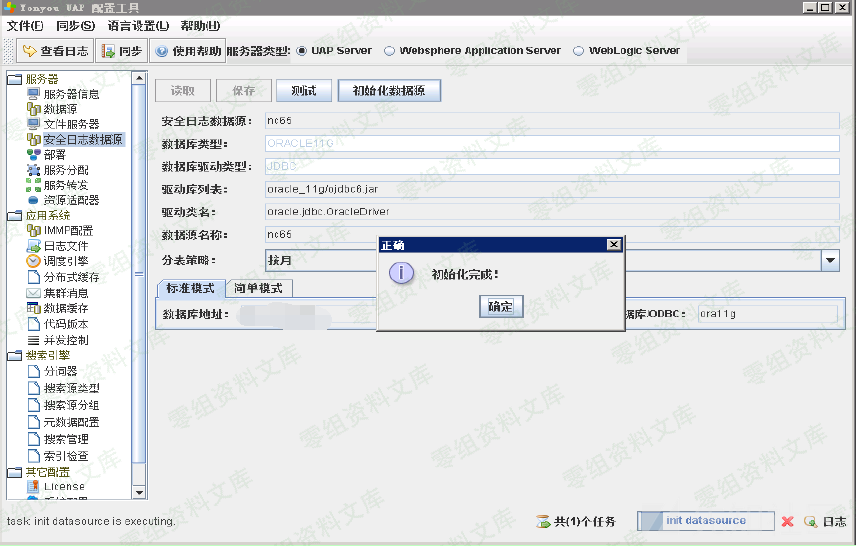 Yonyou UAP 配置工具
文件(F) 同步(S) 语言设置(L) 帮助(H)
查看日志 同步 使用帮助 服务器类型: UAP Server Websphere Application Server WebLogic Server
服务器
服务器信息
数据源
文件服务器
安全日志数据源
部署
服务分配
服务转发
资源适配器
应用系统
IMMP配置
日志文件
调度引擎
分布式缓存
集群消息
数据缓存
代码版本
并发控制
搜索引擎
分词器
搜索源类型
搜索源分组
元数据配置
搜索管理
索引检查
其它配置
License
读取 保存 测试 初始化数据源
安全日志数据源: nc65
数据库类型: ORACLE11G
数据库驱动类型: JDBC
驱动库列表: oracle_11g/ojdbc6.jar
驱动类名: oracle.jdbc.OracleDriver
数据源名称: nc65
分表策略: 按月
标准模式 简单模式
数据库地址: 据库/ODBC: ora11g
正确
初始化完成!
确定
task: init datasource is executing.
共(1)个任务 init datasource 日志
零组资料文库